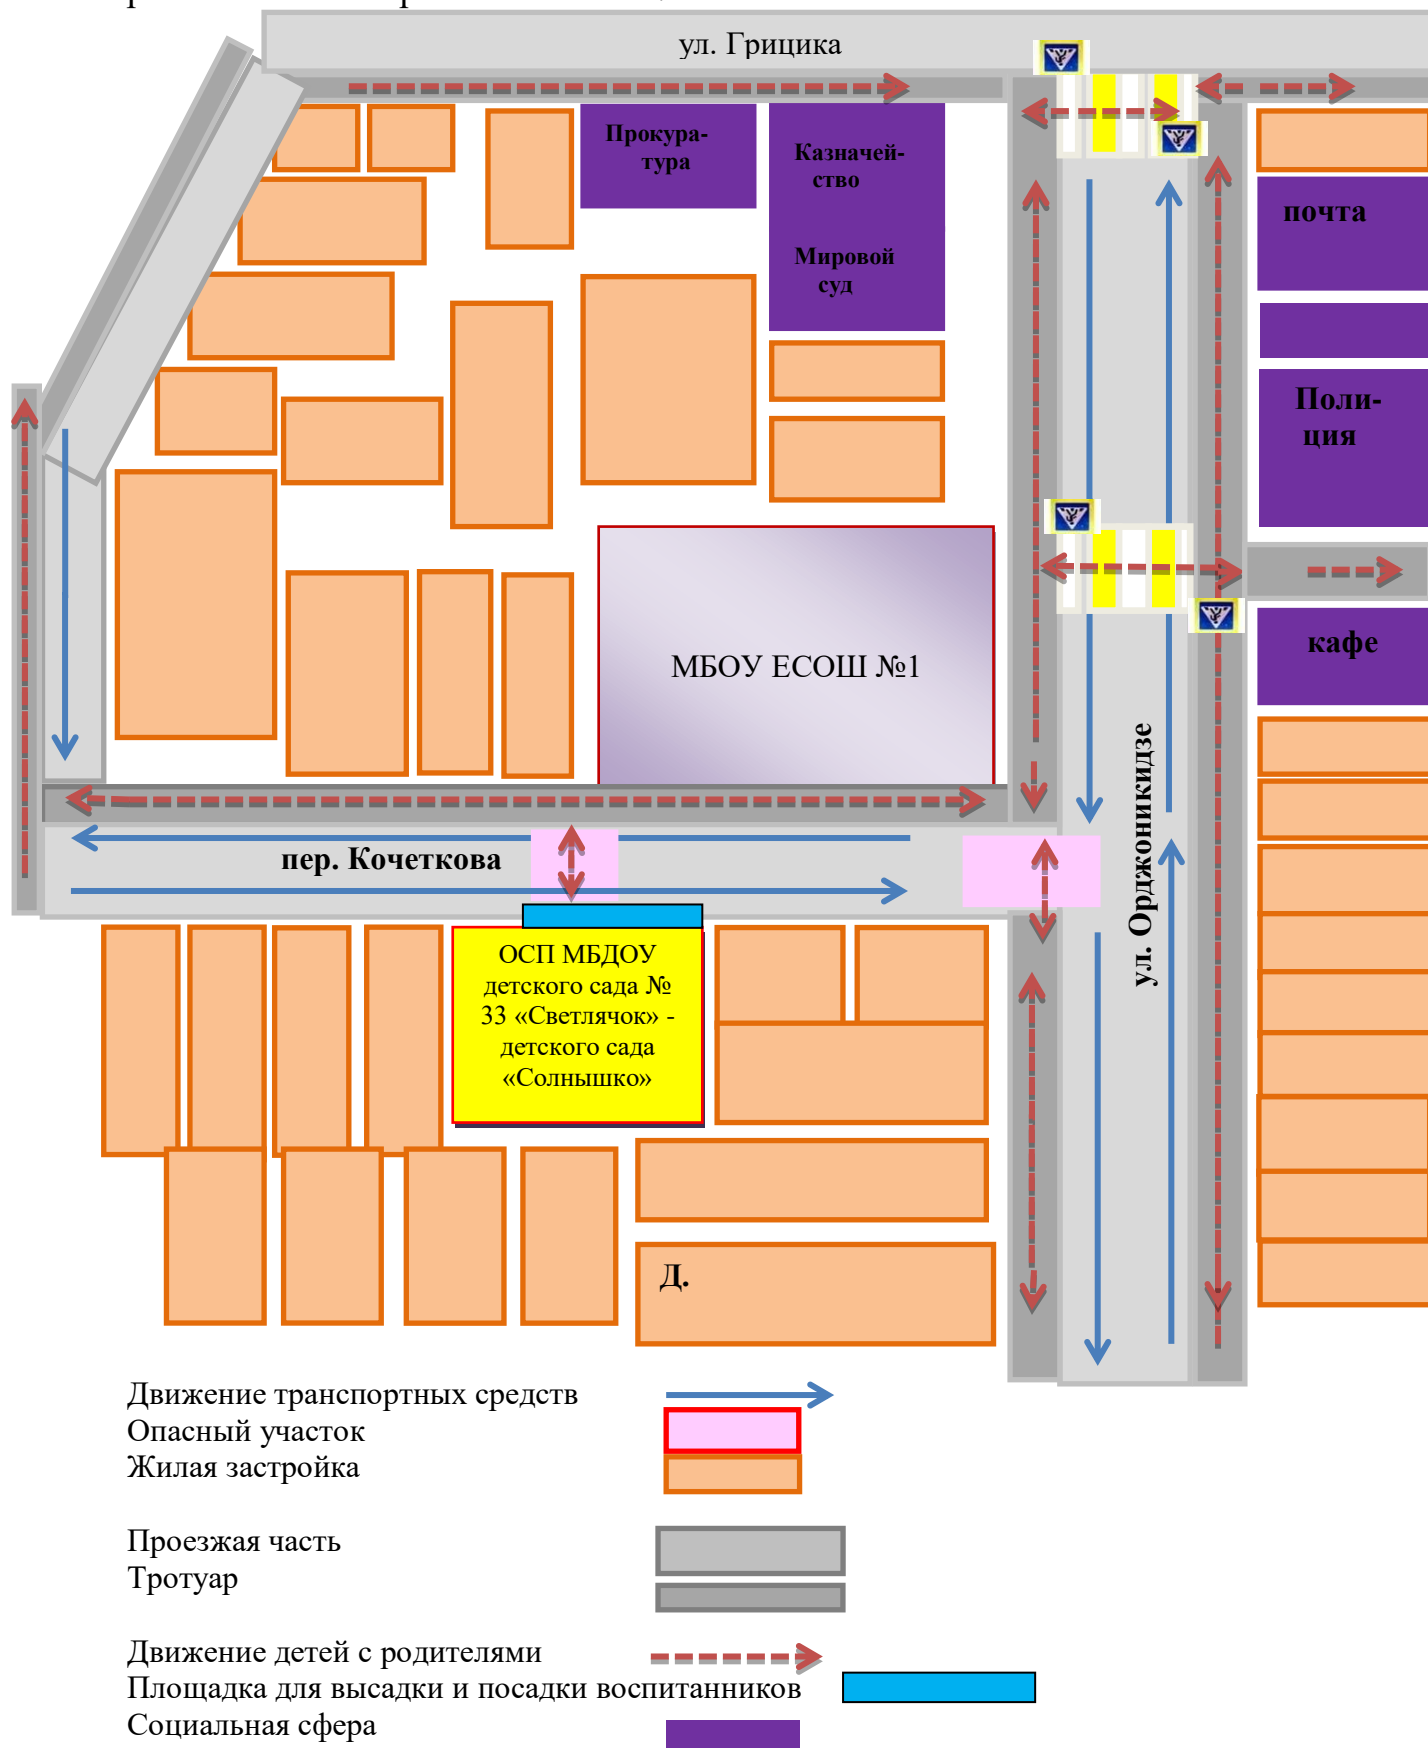 ул. Грицика
Прокура-
тура
Казначей-
ство
Мировой
суд
почта
Поли-
ция
МБОУ ЕСОШ №1
кафе
ул. Орджоникидзе
пер. Кочеткова
ОСП МБДОУ
детского сада №
33 «Светлячок» -
детского сада
«Солнышко»
Д.
Движение транспортных средств
Опасный участок
Жилая застройка
Проезжая часть
Тротуар
Движение детей с родителями
Площадка для высадки и посадки воспитанников
Социальная сфера